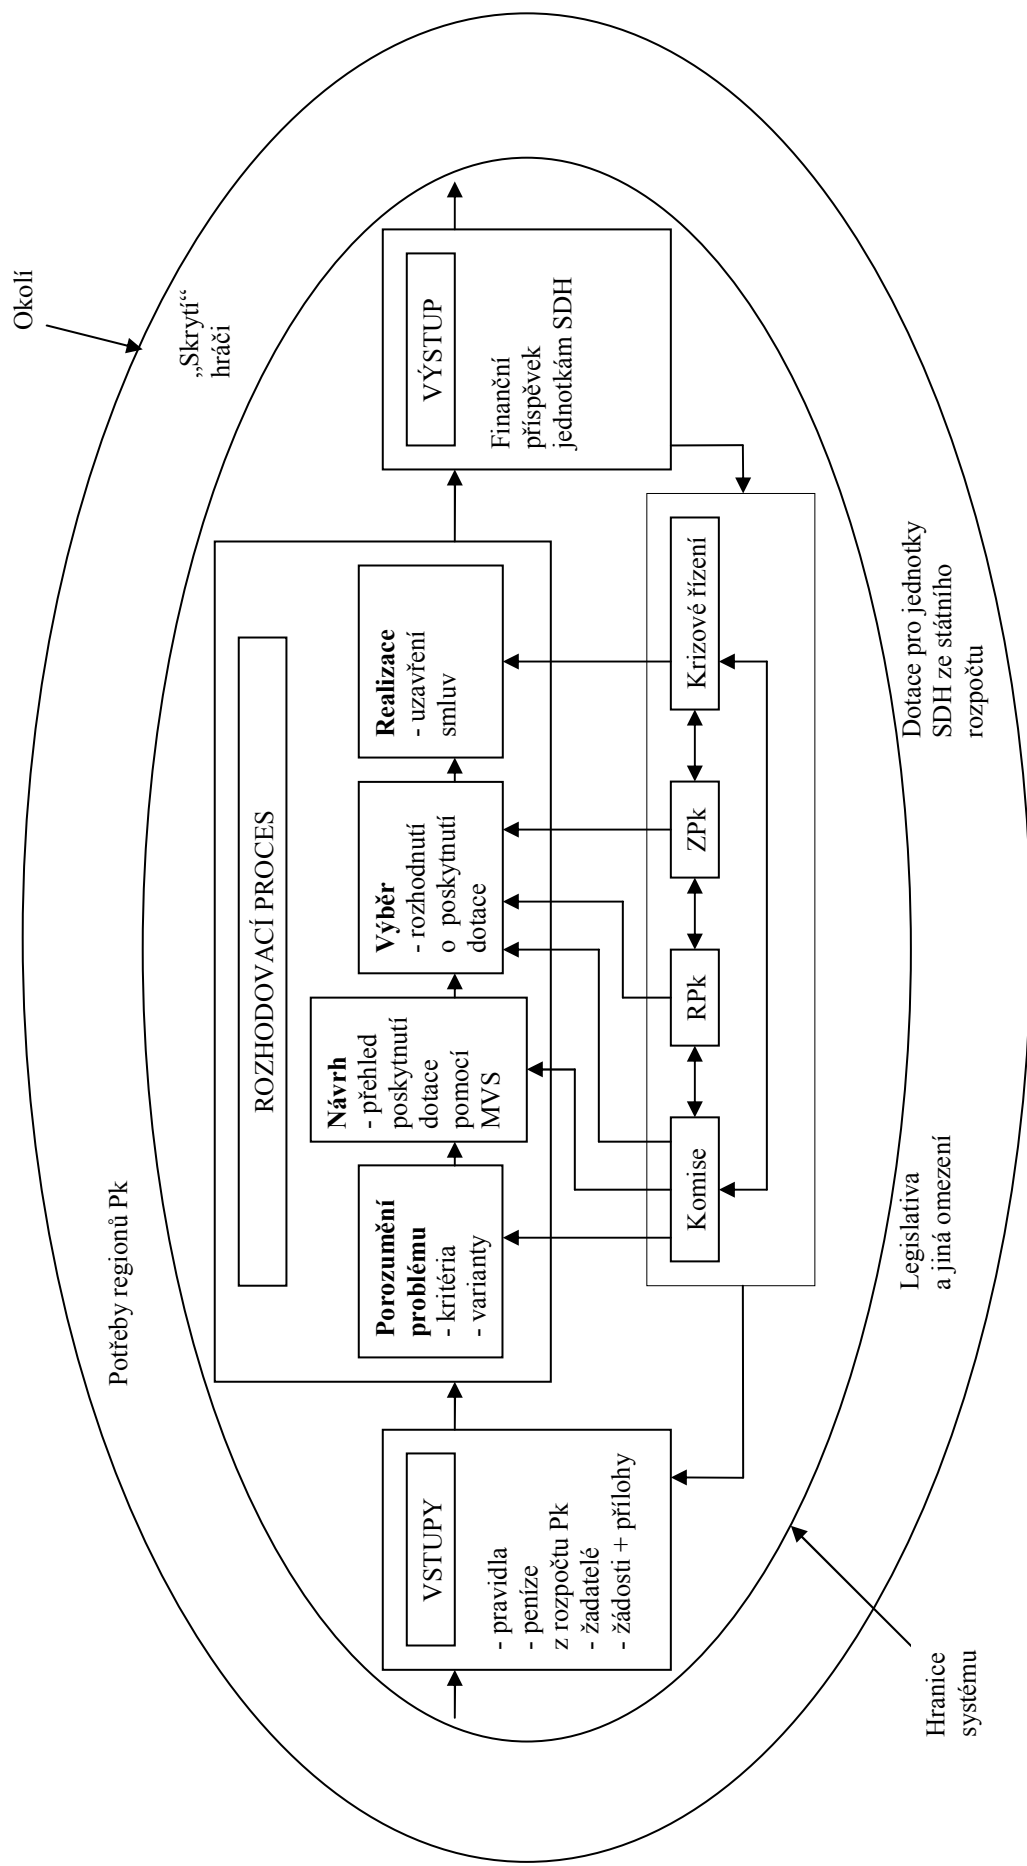 Okolí
„Skrytí“
hráči
Potřeby regionů Pk
ROZHODOVACÍ PROCES
VSTUPY
- pravidla
- peníze
z rozpočtu Pk
- žadatelé
- žádosti + přílohy
Porozumění
problému
- kritéria
- varianty
Návrh
- přehled
poskytnutí
dotace
pomocí
MVS
Výběr
- rozhodnutí
o poskytnutí
dotace
Realizace
- uzavření
smluv
VÝSTUP
Finanční
příspěvek
jednotkám SDH
Komise
RPk
ZPk
Krizové řízení
Hranice
systému
Legislativa
a jiná omezení
Dotace pro jednotky
SDH ze státního
rozpočtu